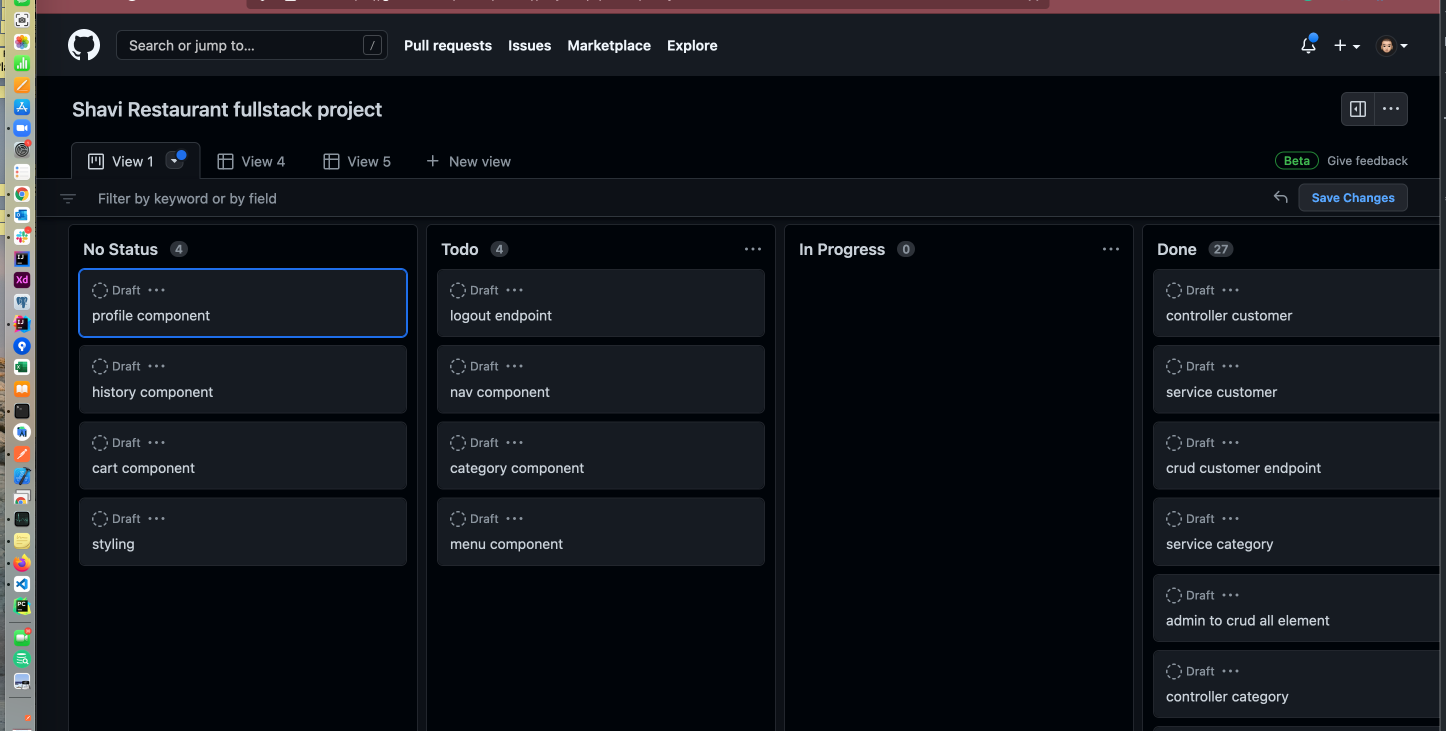 Search or jump to... /
Pull requests Issues Marketplace Explore
Shavi Restaurant fullstack project
View 1 View 4 View 5 + New view
Beta Give feedback
Filter by keyword or by field
Save Changes
No Status 4
Draft
profile component
Draft
history component
Draft
cart component
Draft
styling
Todo 4
Draft
logout endpoint
Draft
nav component
Draft
category component
Draft
menu component
In Progress 0
Done 27
Draft
controller customer
Draft
service customer
Draft
crud customer endpoint
Draft
service category
Draft
admin to crud all element
Draft
controller category
Xd